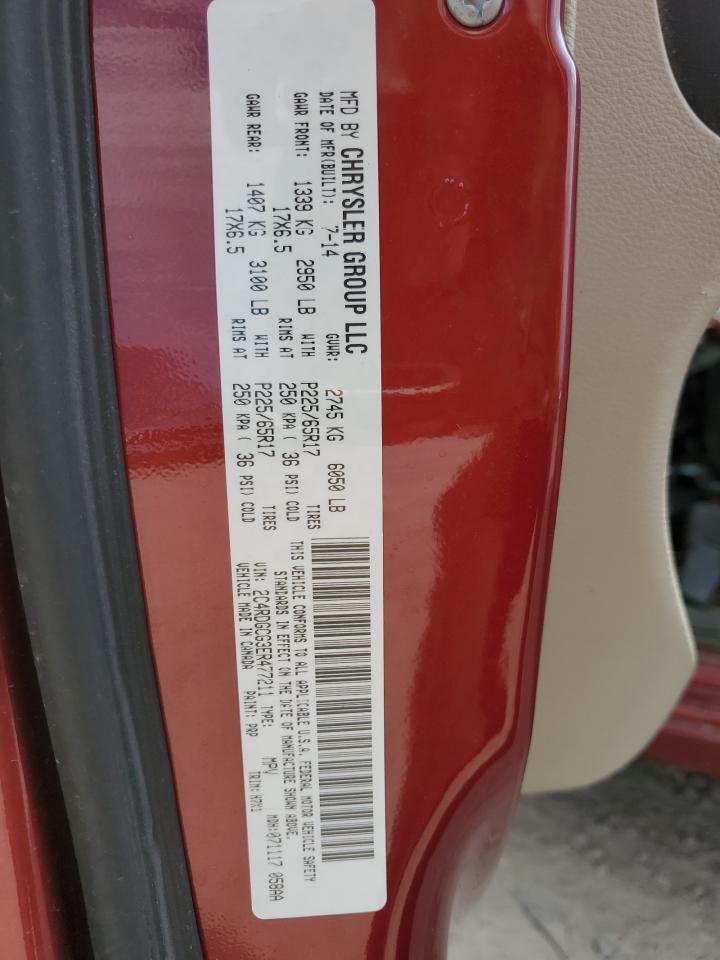 MFD BY CHRYSLER GROUP LLC
DATE OF MFR(BUILT): 7-14 GVWR: 2745 KG 6050 LB
GAWR FRONT: 1339 KG 2950 LB WITH P225/65R17 TIRES
17X6.5 RIMS AT 250 KPA ( 36 PSI) COLD
GAWR REAR: 1407 KG 3100 LB WITH P225/65R17 TIRES
17X6.5 RIMS AT 250 KPA ( 36 PSI) COLD
THIS VEHICLE CONFORMS TO ALL APPLICABLE U.S.A. FEDERAL MOTOR VEHICLE SAFETY
STANDARDS IN EFFECT ON THE DATE OF MANUFACTURE SHOWN ABOVE.
VIN: 2C4RDGCG3ER477211 TYPE: MPV MDH:071117 058AA
VEHICLE MADE IN CANADA PAINT: PRP TRIM: